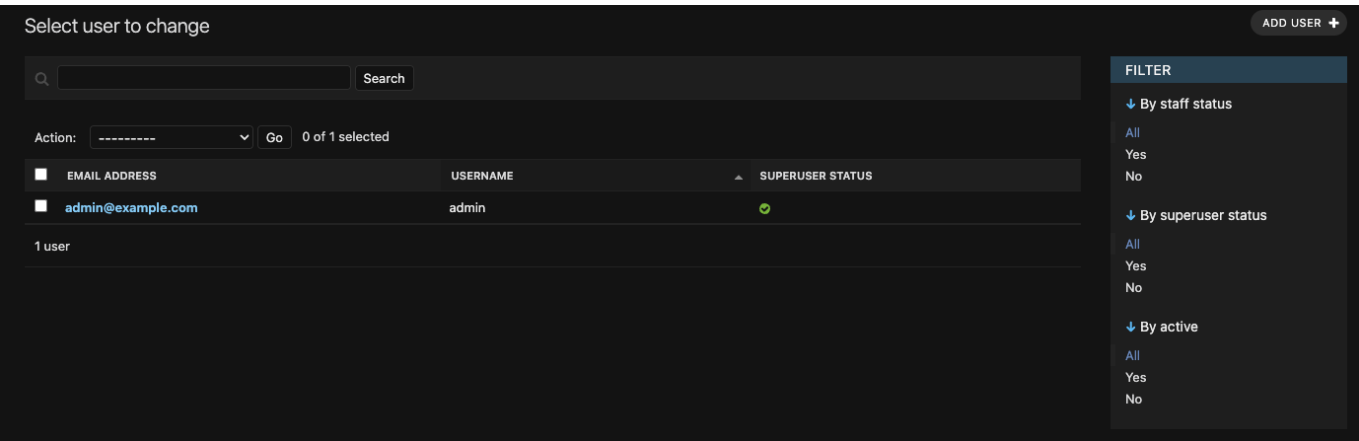 Select user to change
ADD USER +
Search
Action: --------- Go 0 of 1 selected
EMAIL ADDRESS USERNAME SUPERUSER STATUS
admin@example.com admin
1 user
FILTER
By staff status
All
Yes
No
By superuser status
All
Yes
No
By active
All
Yes
No